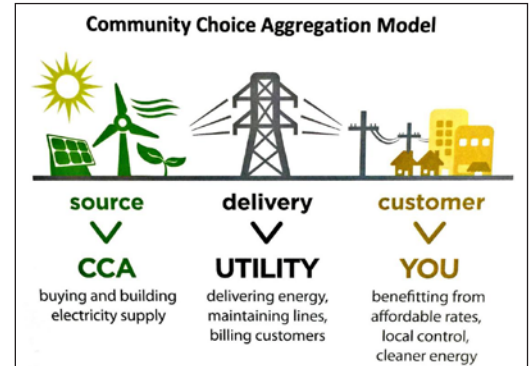 Community Choice Aggregation Model
source
delivery
customer
CCA
UTILITY
YOU
buying and building
electricity supply
delivering energy,
maintaining lines,
billing customers
benefitting from
affordable rates,
local control,
cleaner energy